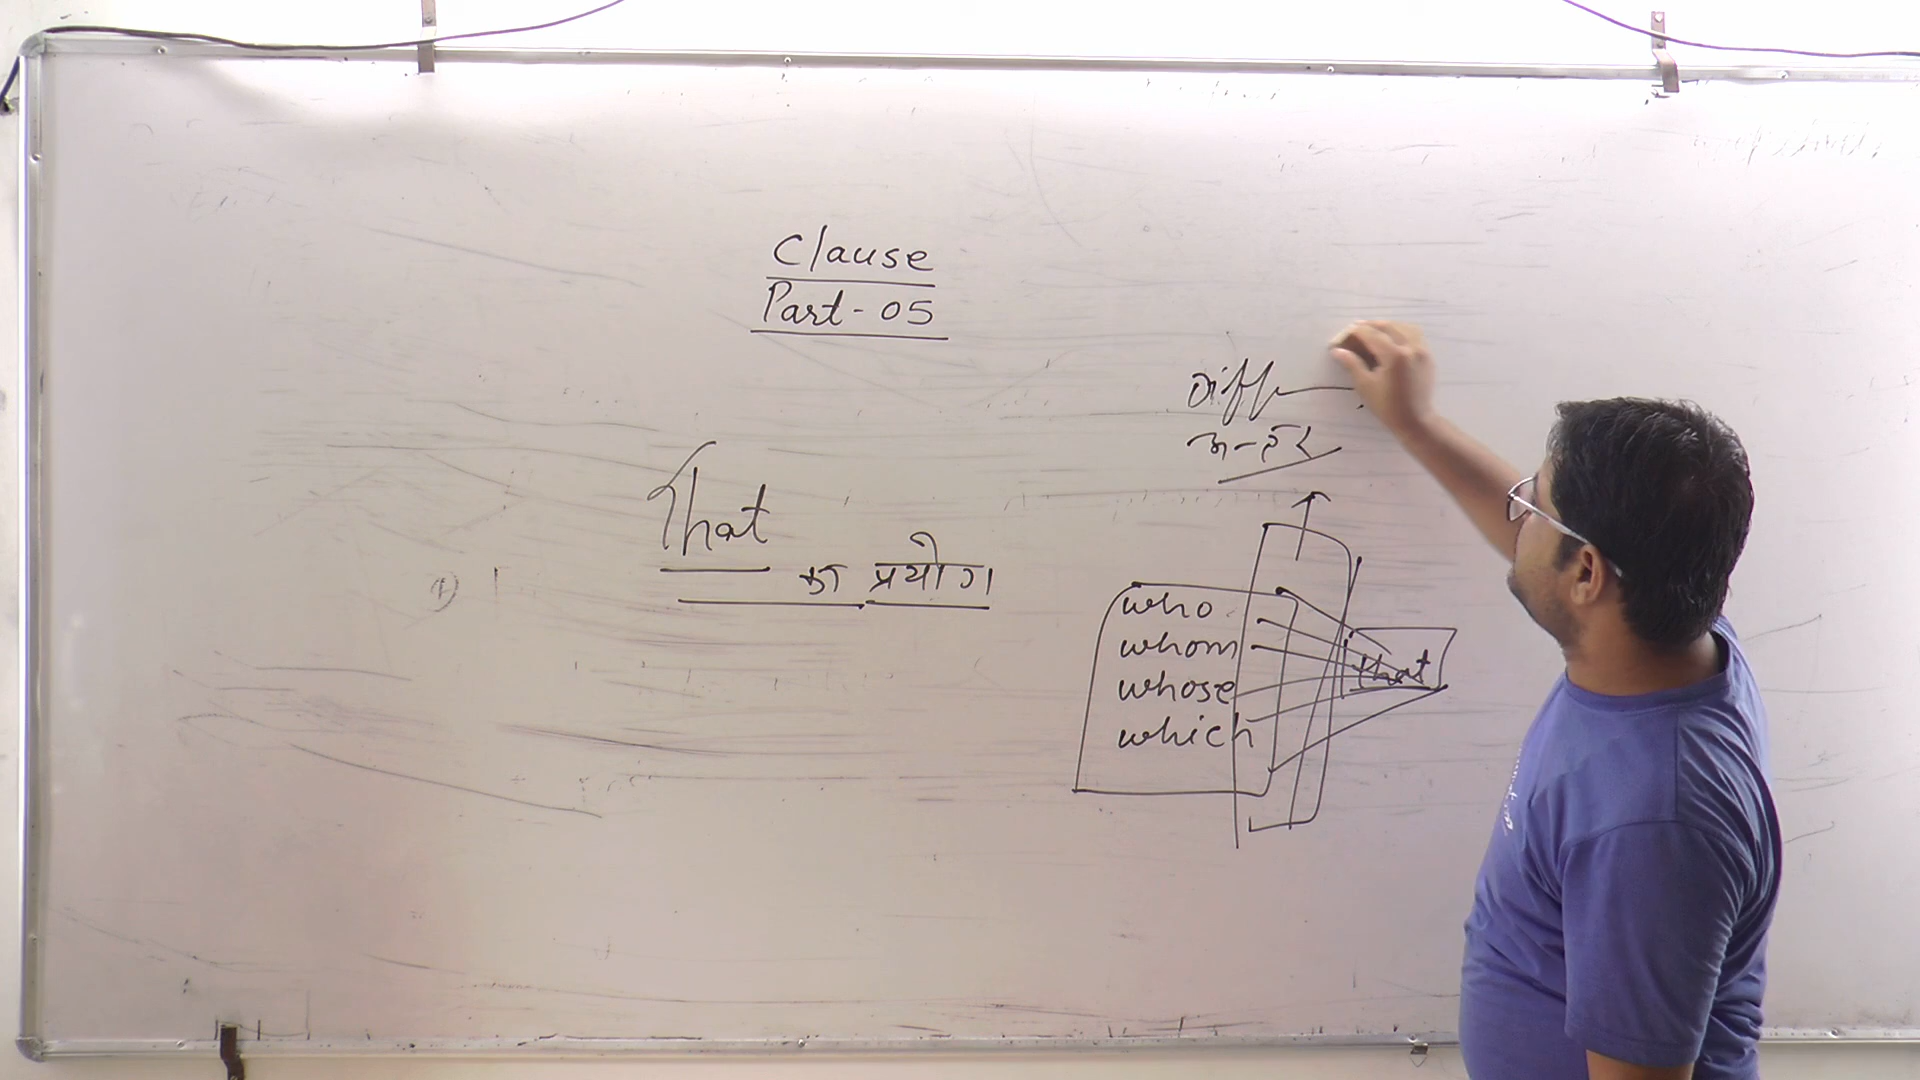 Clause
Part-05
That
का प्रयोग
who
whom
whose
which
that